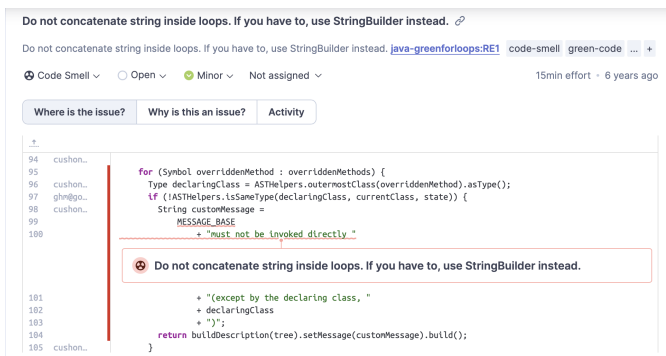 Do not concatenate string inside loops. If you have to, use StringBuilder instead.
Do not concatenate string inside loops. If you have to, use StringBuilder instead. java-greenforloops:RE1 code-smell green-code ... +
Code Smell Open Minor Not assigned 15min effort • 6 years ago
Where is the issue? Why is this an issue? Activity
94 cushon…
95 for (Symbol overriddenMethod : overriddenMethods) {
96 cushon… Type declaringClass = ASTHelpers.outermostClass(overriddenMethod).asType();
97 ghm@go… if (!ASTHelpers.isSameType(declaringClass, currentClass, state)) {
98 cushon… String customMessage =
99 MESSAGE_BASE
100 + "must not be invoked directly "
Do not concatenate string inside loops. If you have to, use StringBuilder instead.
101 + "(except by the declaring class, "
102 + declaringClass
103 + ")";
104 return buildDescription(tree).setMessage(customMessage).build();
105 cushon… }